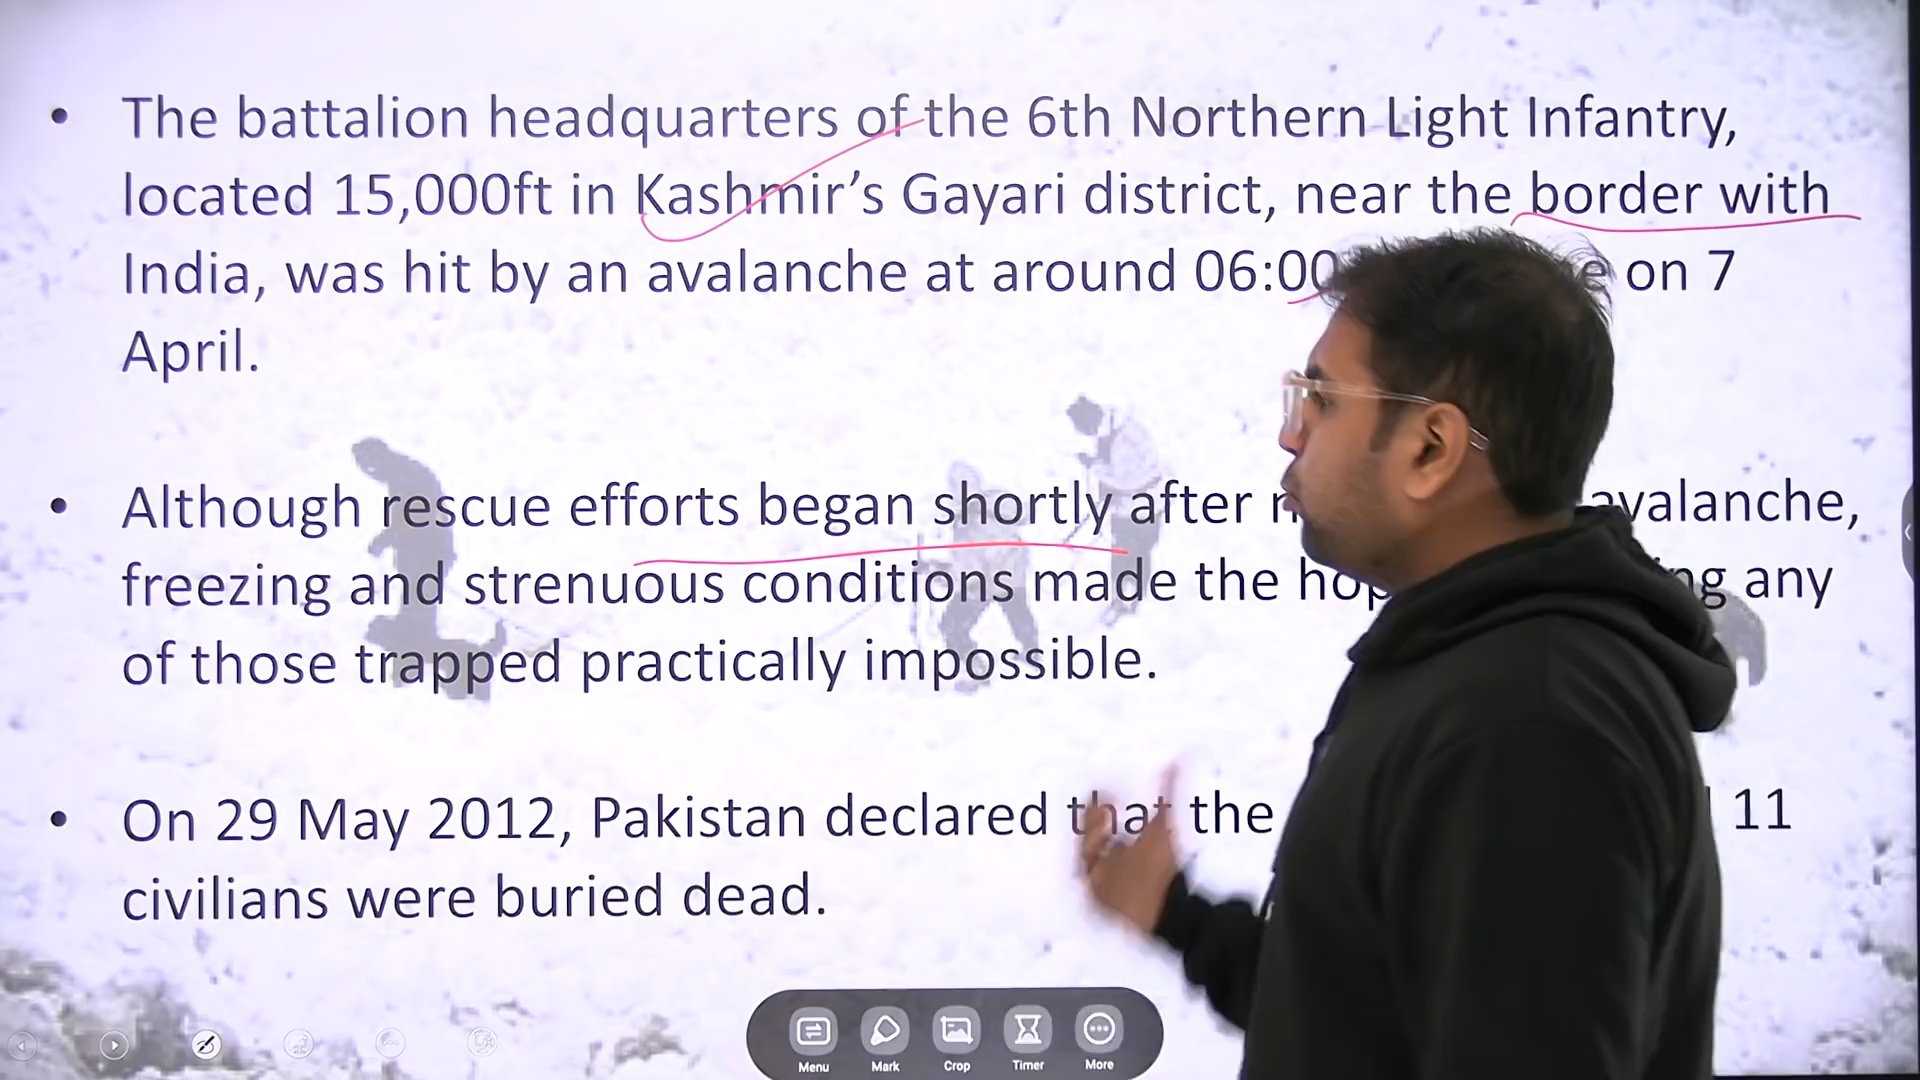 • The battalion headquarters of the 6th Northern Light Infantry,
located 15,000ft in Kashmir's Gayari district, near the border with
India, was hit by an avalanche at around 06:00 on 7
April.
• Although rescue efforts began shortly after avalanche,
freezing and strenuous conditions made the any
of those trapped practically impossible.
• On 29 May 2012, Pakistan declared that the 11
civilians were buried dead.
Menu Mark Crop Timer More